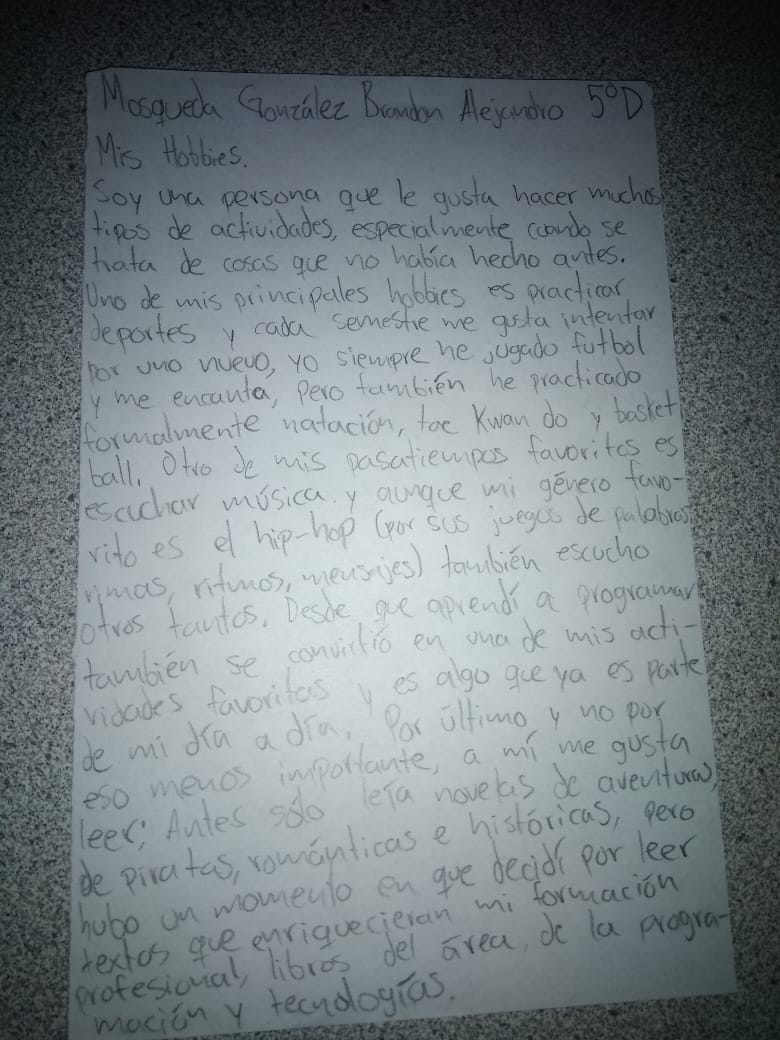 Mosqueda González Brandon Alejandro 5°D
Mis Hobbies.
Soy una persona que le gusta hacer muchos
tipos de actividades, especialmente cuando se
trata de cosas que no había hecho antes.
Uno de mis principales hobbies es practicar
deportes y cada semestre me gusta intentar
por uno nuevo, yo siempre he jugado futbol
y me encanta, pero también he practicado
formalmente natación, tae kwan do y basket
ball. Otro de mis pasatiempos favoritos es
escuchar música y aunque mi género favo-
rito es el hip-hop (por sus juegos de palabras,
rimas, ritmos, mensajes) también escucho
otros tantos. Desde que aprendí a programar
también se convirtió en una de mis acti-
vidades favoritas y es algo que ya es parte
de mi día a día. Por último y no por
eso menos importante, a mí me gusta
leer; Antes sólo leía novelas de aventuras,
de piratas, románticas e históricas, pero
hubo un momento en que decidí por leer
textos que enriquecieran mi formación
profesional, libros del área, de la progra-
mación y tecnologías.